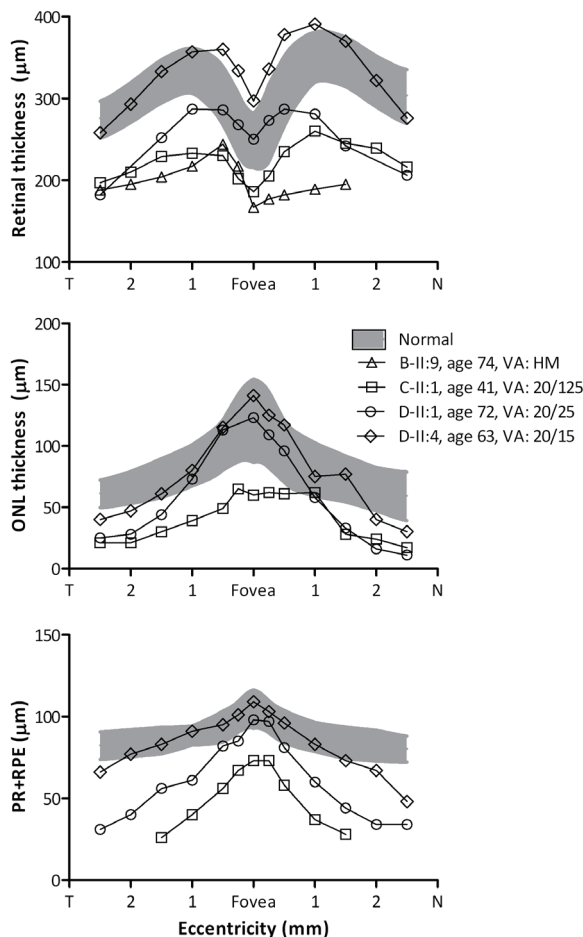 400
300
200
100
Retinal thickness (μm)
T 2 1 Fovea 1 2 N
200
150
100
50
0
ONL thickness (μm)
Normal
B-II:9, age 74, VA: HM
C-II:1, age 41, VA: 20/125
D-II:1, age 72, VA: 20/25
D-II:4, age 63, VA: 20/15
T 2 1 Fovea 1 2 N
150
100
50
0
PR+RPE (μm)
T 2 1 Fovea 1 2 N
Eccentricity (mm)